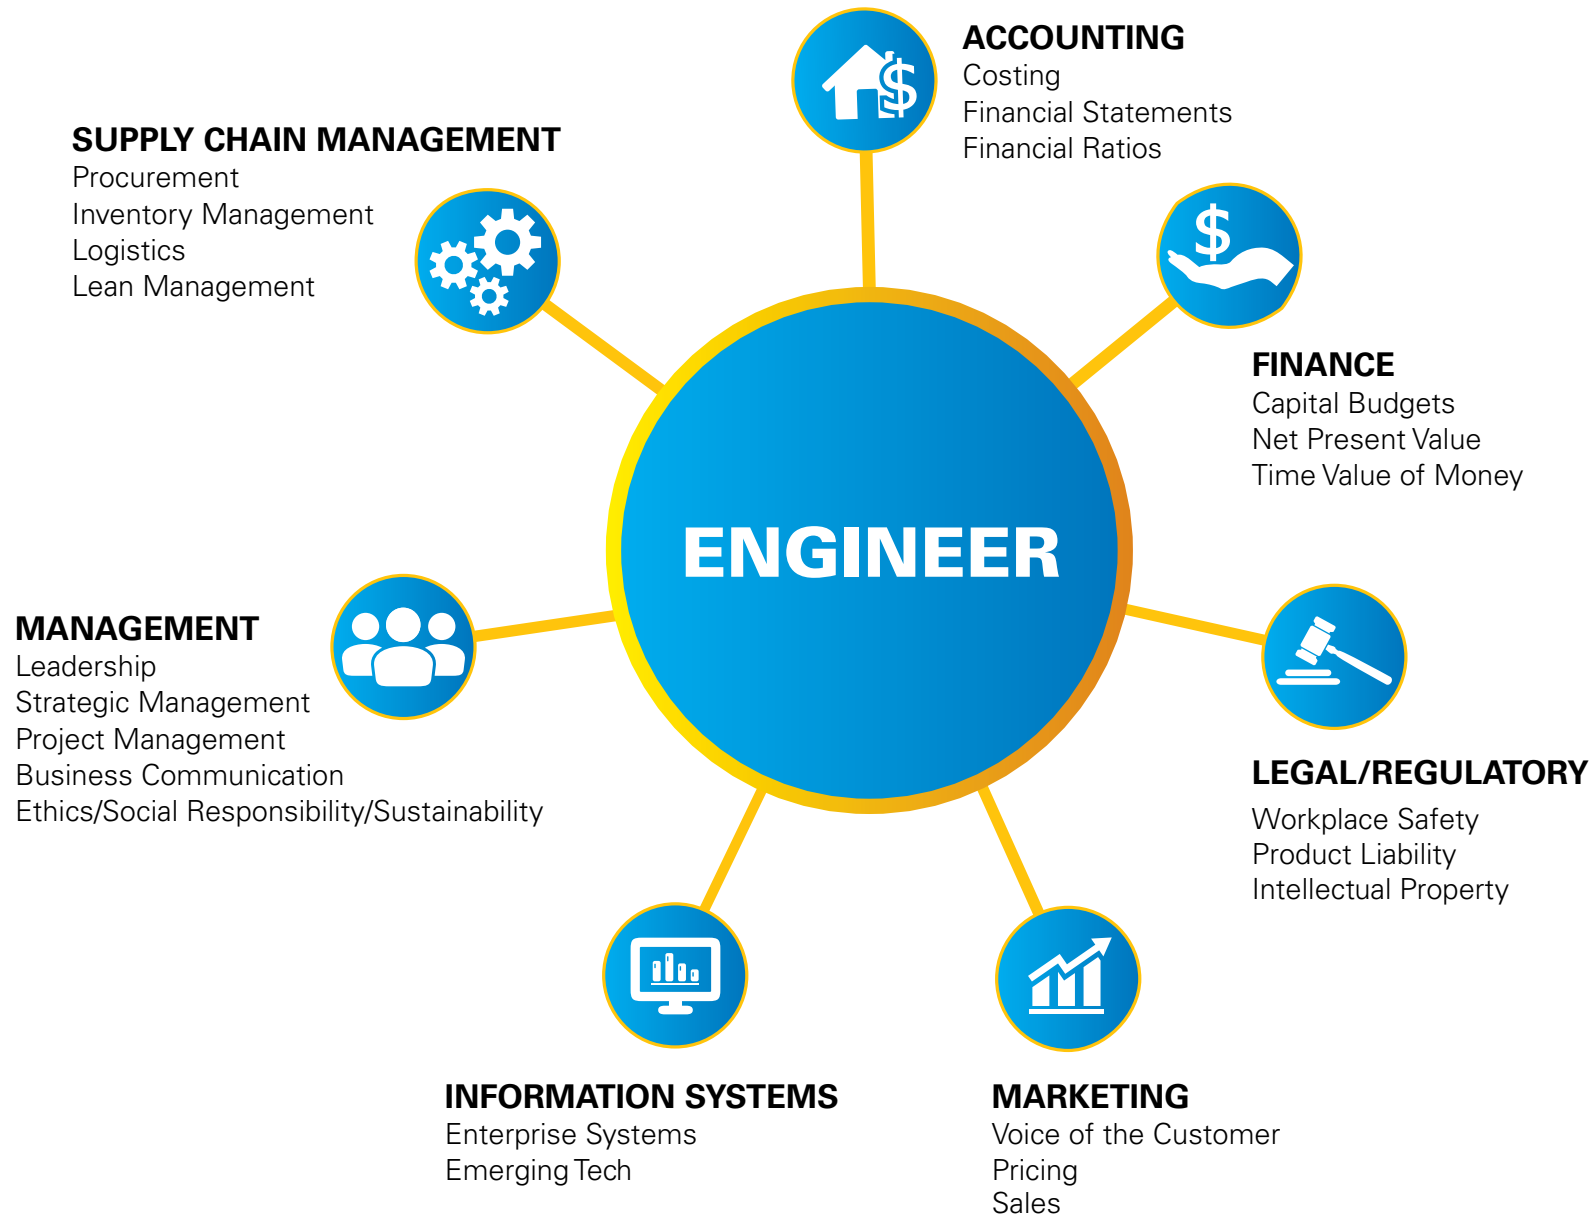 ACCOUNTING
Costing
Financial Statements
Financial Ratios
SUPPLY CHAIN MANAGEMENT
Procurement
Inventory Management
Logistics
Lean Management
$
$
FINANCE
Capital Budgets
Net Present Value
Time Value of Money
ENGINEER
MANAGEMENT
Leadership
Strategic Management
Project Management
Business Communication
Ethics/Social Responsibility/Sustainability
LEGAL/REGULATORY
Workplace Safety
Product Liability
Intellectual Property
INFORMATION SYSTEMS
Enterprise Systems
Emerging Tech
MARKETING
Voice of the Customer
Pricing
Sales